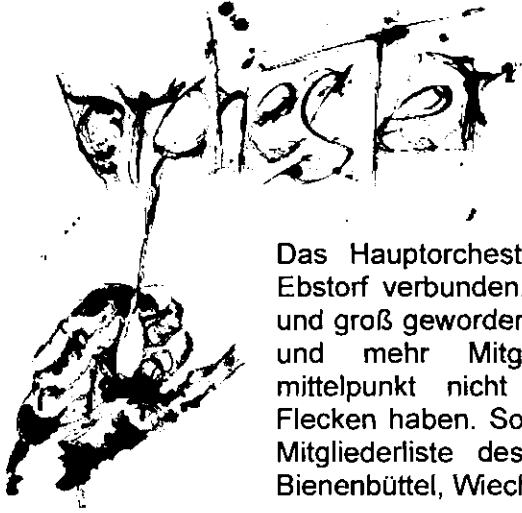 orchester
Das Hauptorchest
Ebstorf verbunden.
und groß geworden
und mehr Mitg
mittelpunkt nicht
Flecken haben. So
Mitgliederliste des
Bienenbüttel, Wiech